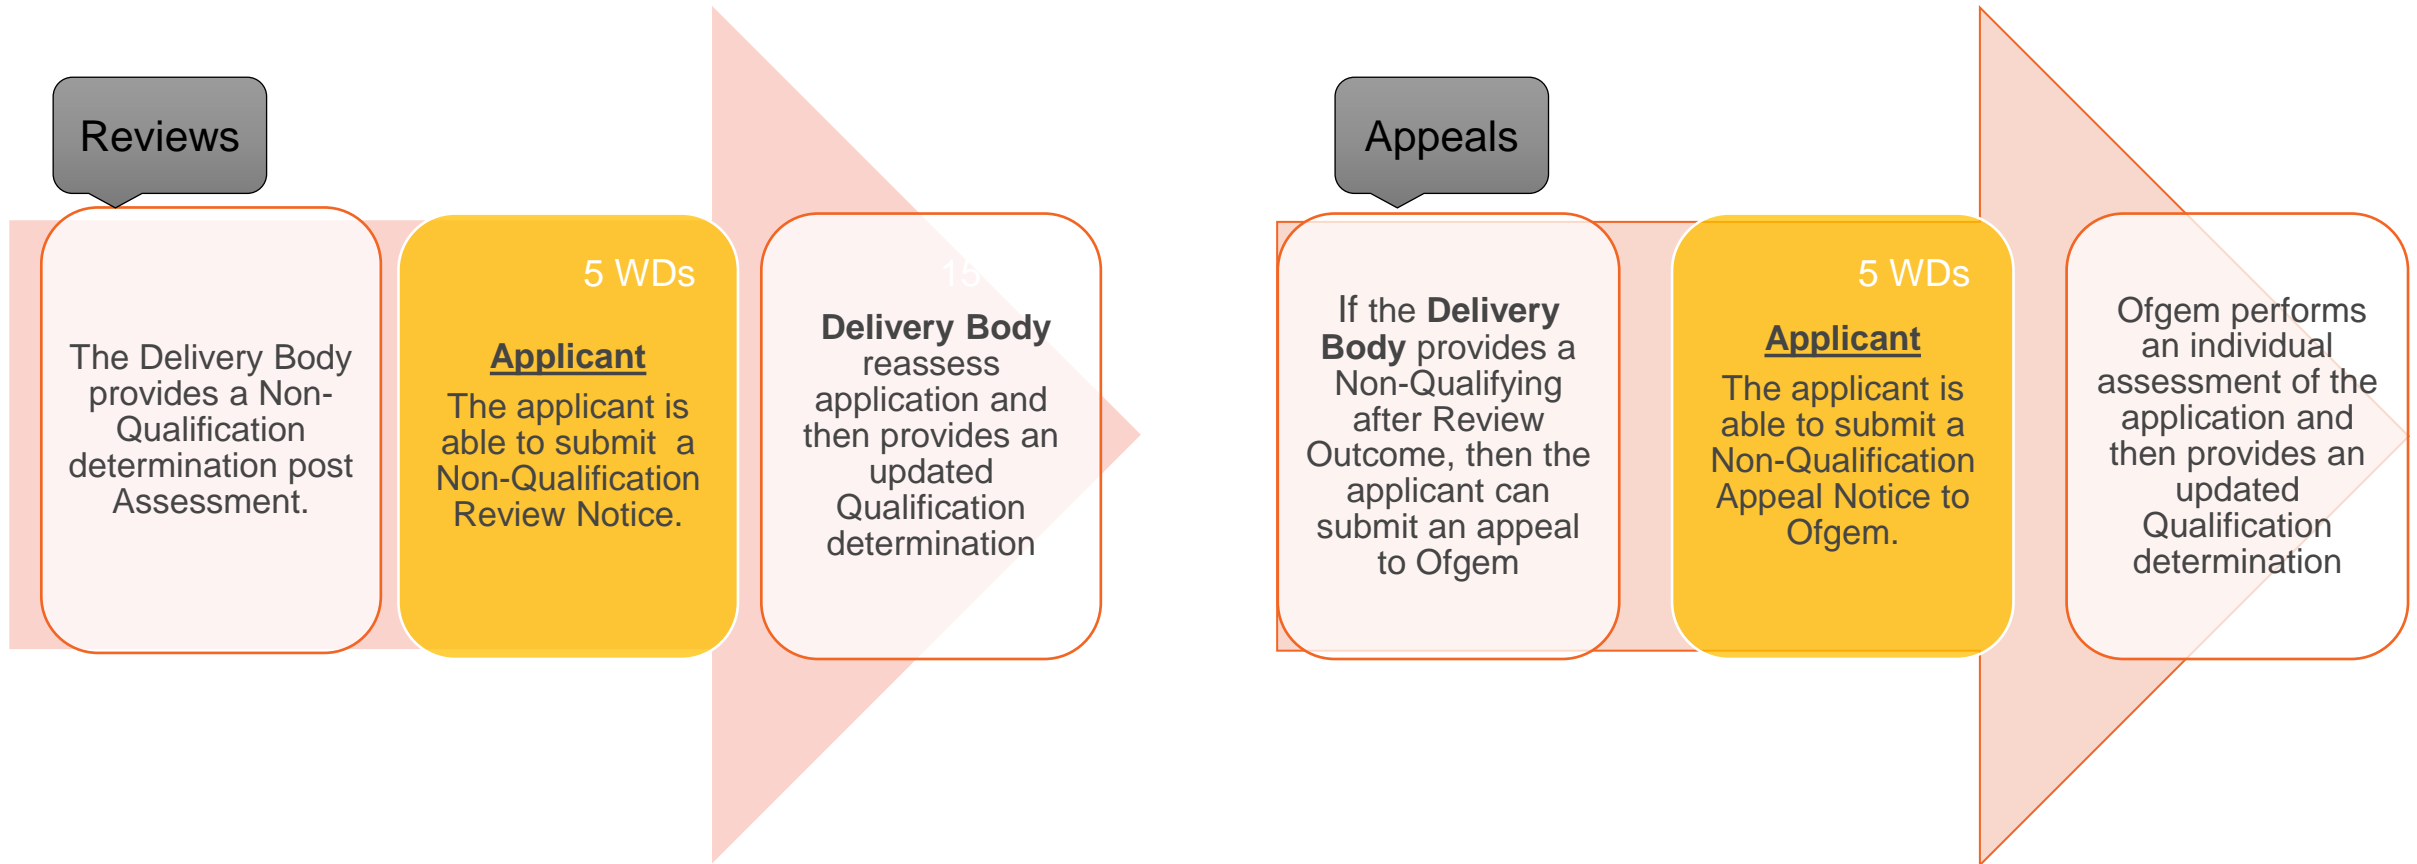 Reviews
The Delivery Body
provides a Non-
Qualification
determination post
Assessment.
5 WDs
Applicant
The applicant is
able to submit a
Non-Qualification
Review Notice.
15
Delivery Body
reassess
application and
then provides an
updated
Qualification
determination
Appeals
If the Delivery
Body provides a
Non-Qualifying
after Review
Outcome, then the
applicant can
submit an appeal
to Ofgem
5 WDs
Applicant
The applicant is
able to submit a
Non-Qualification
Appeal Notice to
Ofgem.
Ofgem performs
an individual
assessment of the
application and
then provides an
updated
Qualification
determination